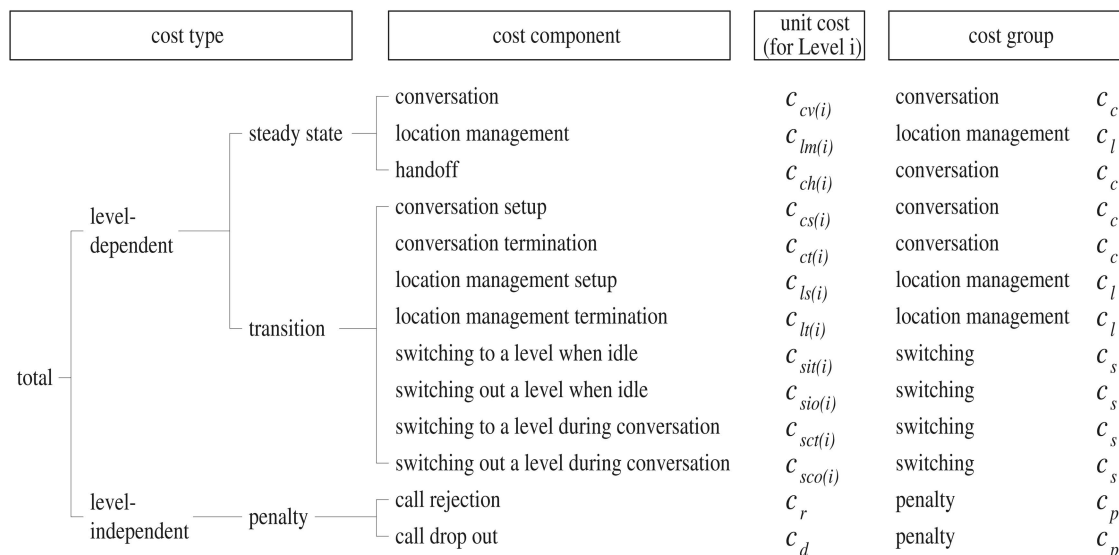 cost type cost component unit cost (for Level i) cost group
conversation c_cv(i) conversation c_c
steady state location management c_lm(i) location management c_l
handoff c_ch(i) conversation c_c
level-dependent conversation setup c_cs(i) conversation c_c
conversation termination c_ct(i) conversation c_c
location management setup c_ls(i) location management c_l
transition location management termination c_lt(i) location management c_l
total switching to a level when idle c_sit(i) switching c_s
switching out a level when idle c_sio(i) switching c_s
switching to a level during conversation c_sct(i) switching c_s
switching out a level during conversation c_sco(i) switching c_s
level-independent penalty call rejection c_r penalty c_p
call drop out c_d penalty c_p